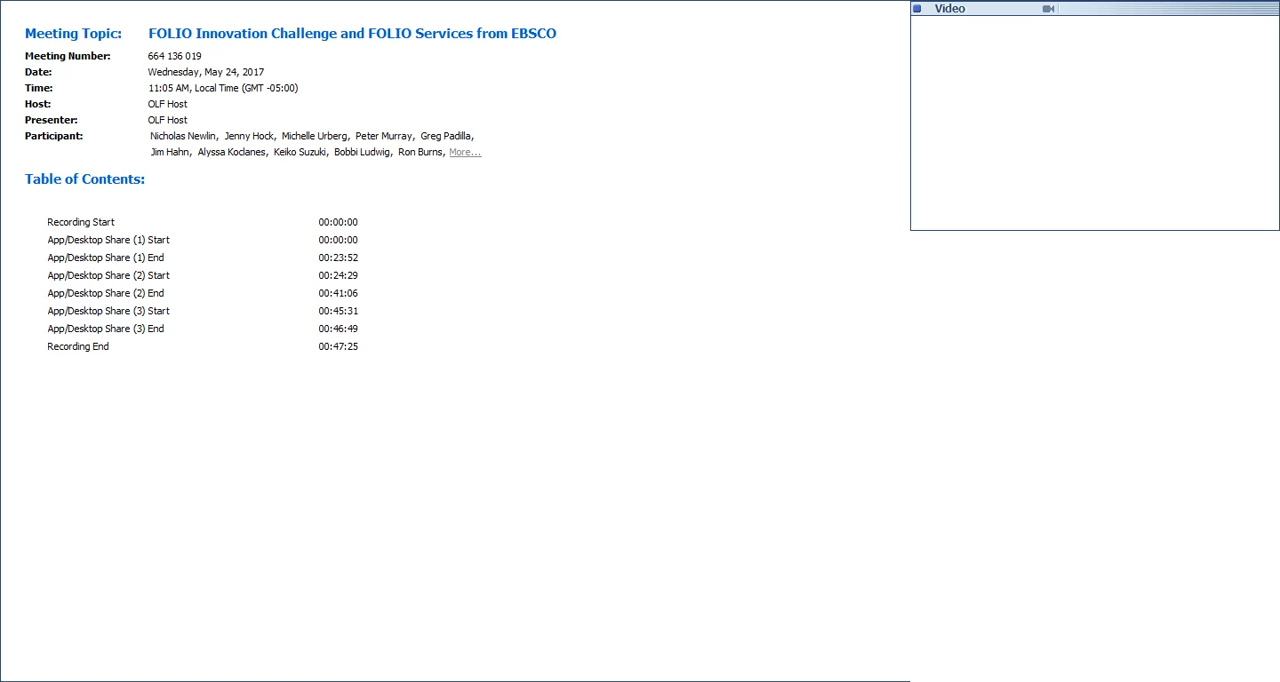 Meeting Topic: FOLIO Innovation Challenge and FOLIO Services from EBSCO
Meeting Number: 664 136 019
Date: Wednesday, May 24, 2017
Time: 11:05 AM, Local Time (GMT -05:00)
Host: OLF Host
Presenter: OLF Host
Participant: Nicholas Newlin, Jenny Hock, Michelle Urberg, Peter Murray, Greg Padilla,
Jim Hahn, Alyssa Koclanes, Keiko Suzuki, Bobbi Ludwig, Ron Burns, More...
Table of Contents:
Recording Start 00:00:00
App/Desktop Share (1) Start 00:00:00
App/Desktop Share (1) End 00:23:52
App/Desktop Share (2) Start 00:24:29
App/Desktop Share (2) End 00:41:06
App/Desktop Share (3) Start 00:45:31
App/Desktop Share (3) End 00:46:49
Recording End 00:47:25
Video